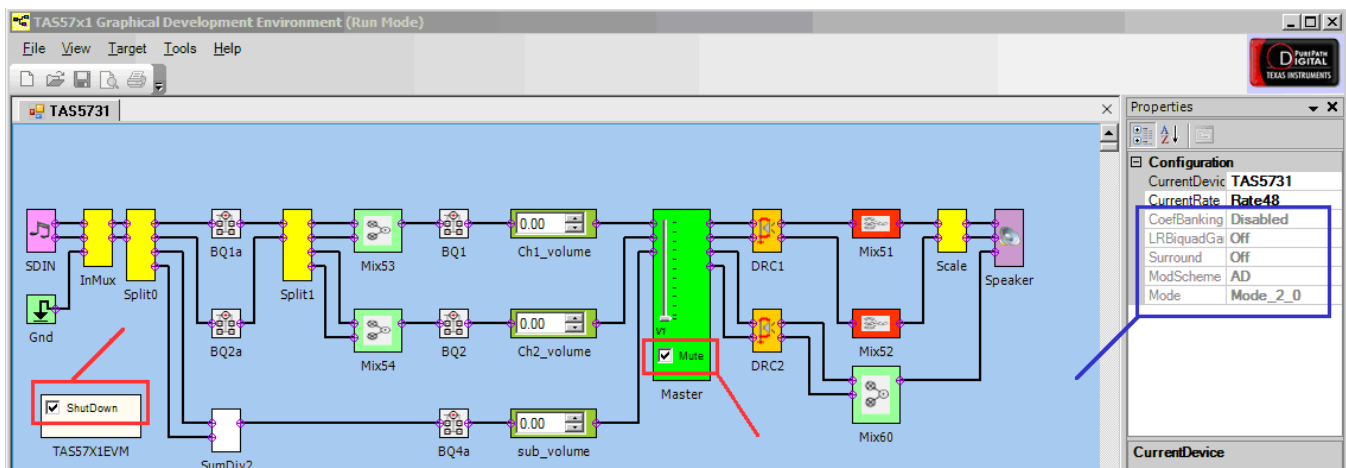 TAS57x1 Graphical Development Environment (Run Mode)
File View Target Tools Help
PUREPATH
DIGITAL
TEXAS INSTRUMENTS
TAS5731
Properties
Configuration
CurrentDevic TAS5731
CurrentRate Rate48
CoefBanking Disabled
LRBiquadGa Off
Surround Off
ModScheme AD
Mode Mode_2_0
SDIN
InMux
Split0
BQ1a
Split1
Mix53
BQ1
0.00
Ch1_volume
DRC1
Mix51
Scale
Speaker
Gnd
BQ2a
Mix54
BQ2
0.00
Ch2_volume
V1
Mute
Master
DRC2
Mix52
ShutDown
TAS57X1EVM
SumDiv2
BQ4a
0.00
sub_volume
Mix60
CurrentDevice